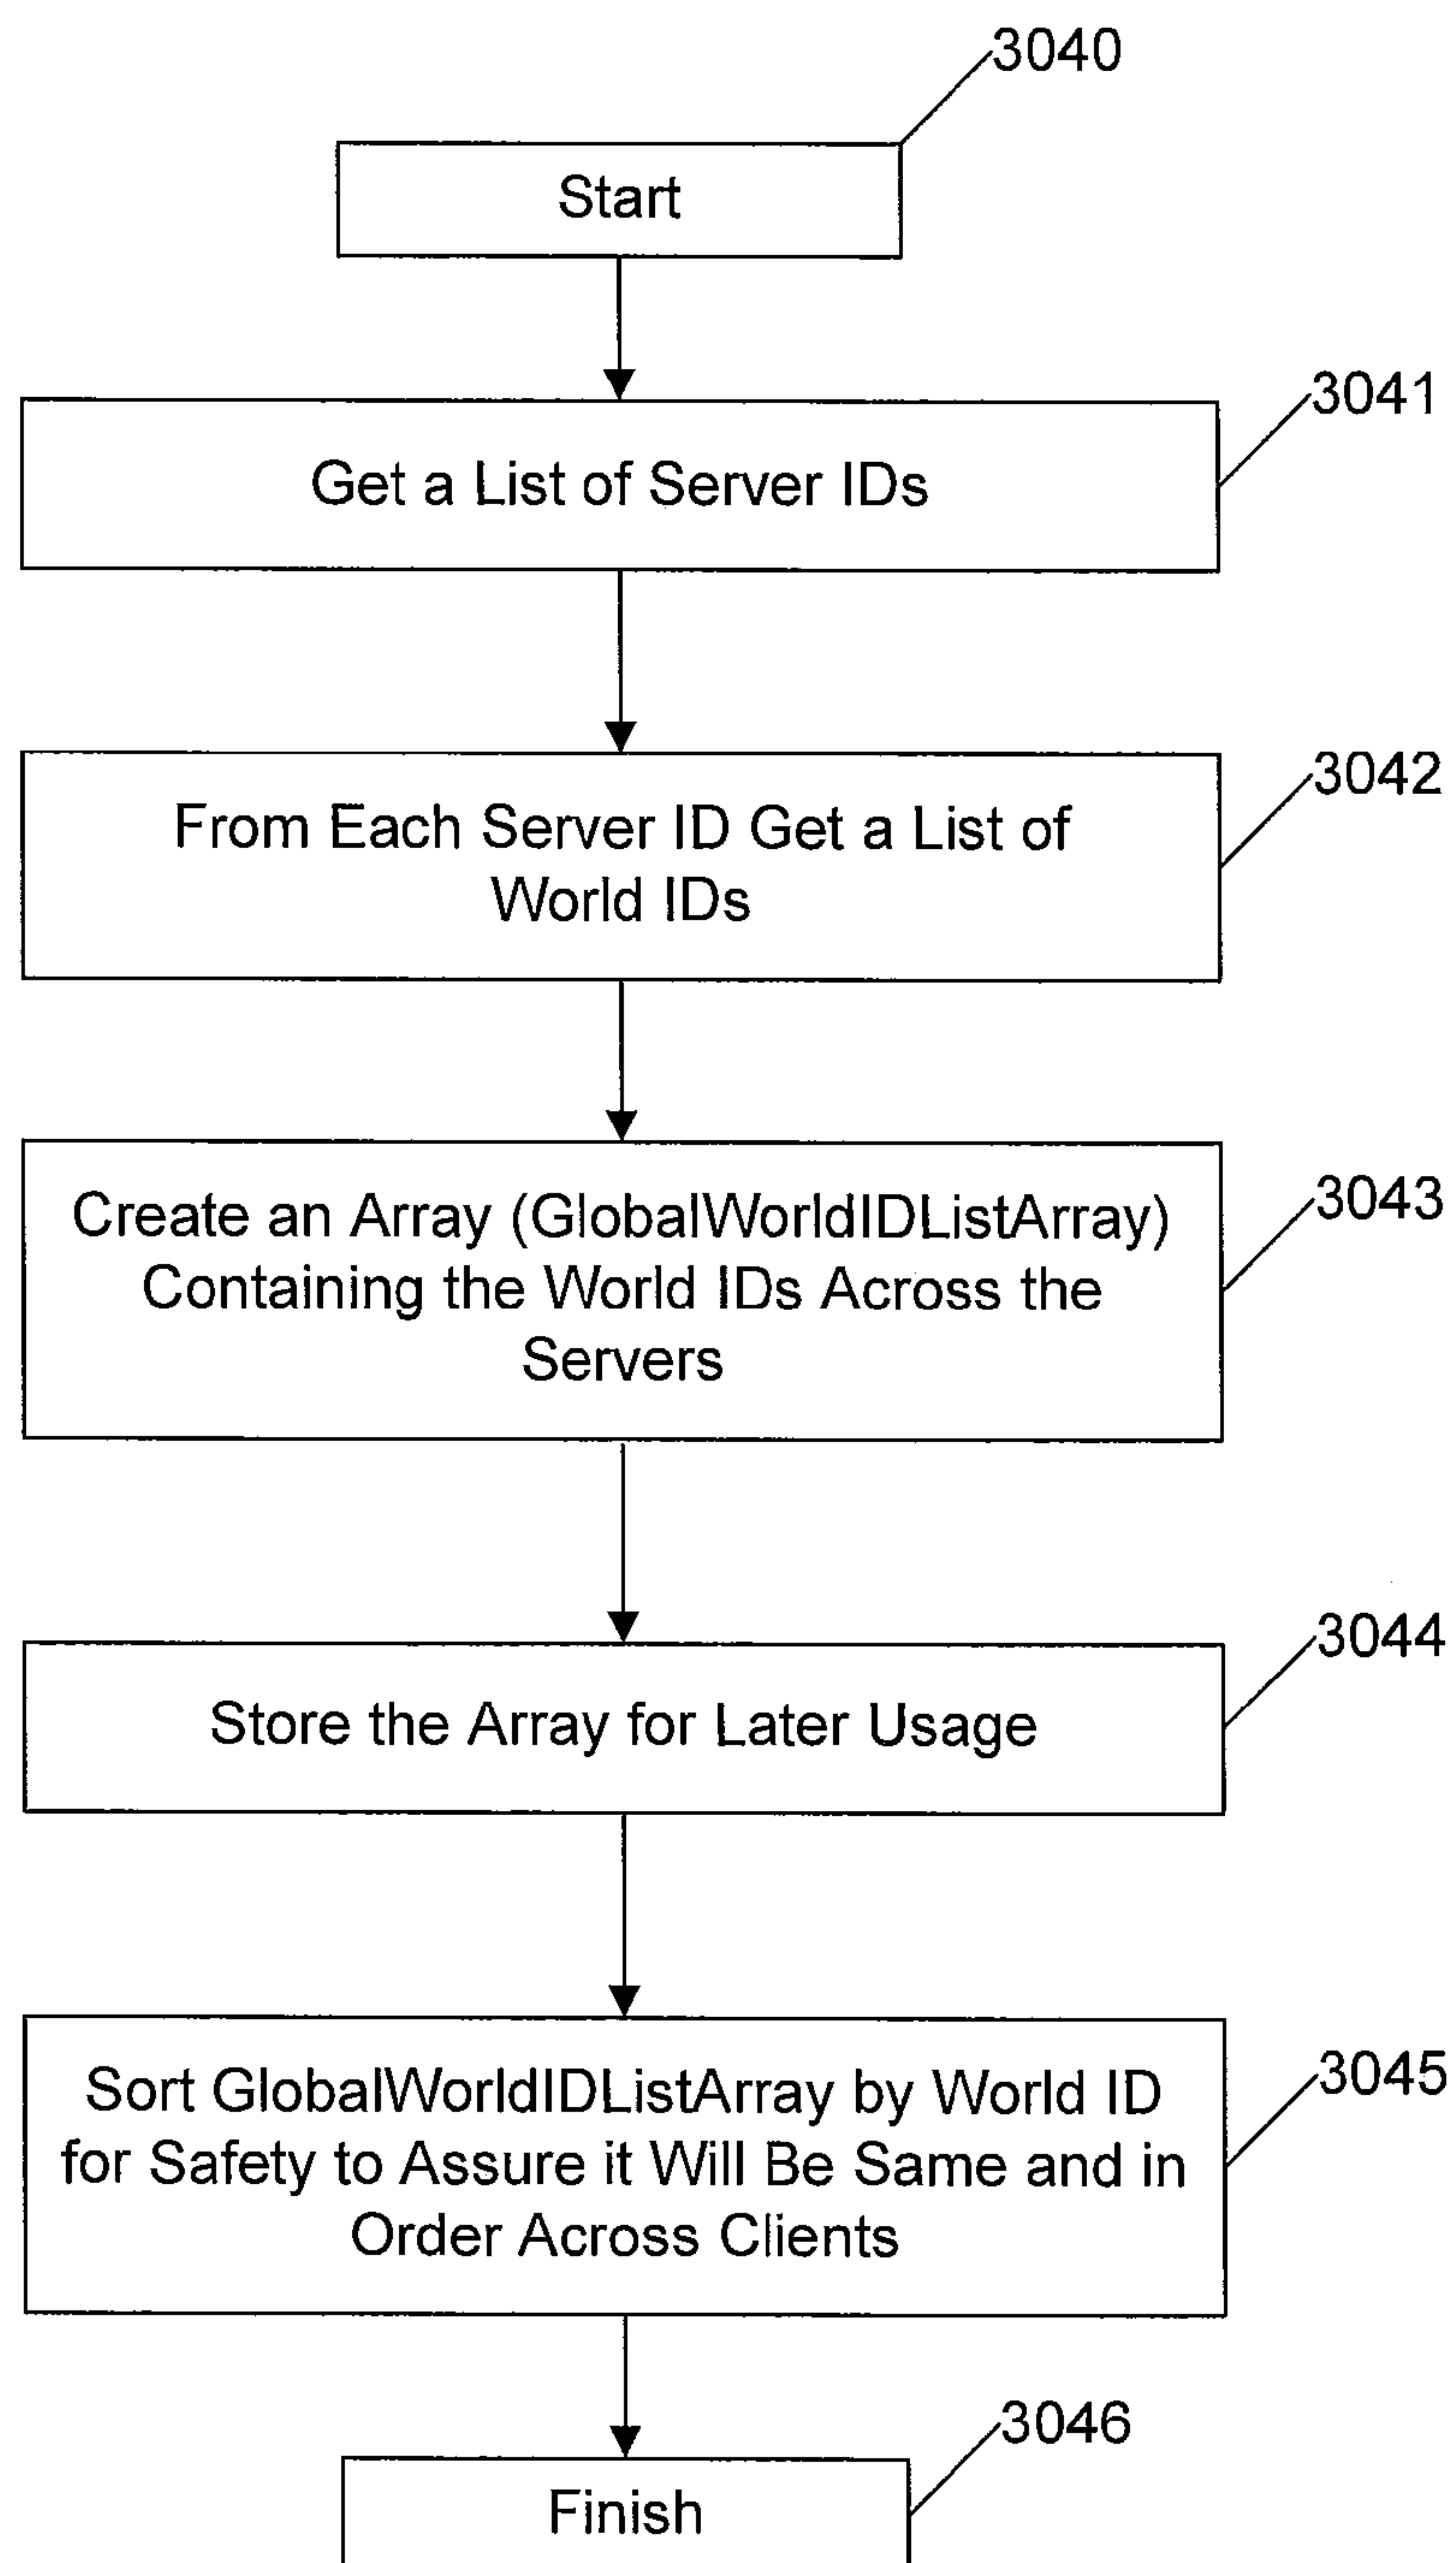 3040
Start
3041
Get a List of Server IDs
3042
From Each Server ID Get a List of
World IDs
3043
Create an Array (GlobalWorldIDListArray)
Containing the World IDs Across the
Servers
3044
Store the Array for Later Usage
3045
Sort GlobalWorldIDListArray by World ID
for Safety to Assure it Will Be Same and in
Order Across Clients
3046
Finish